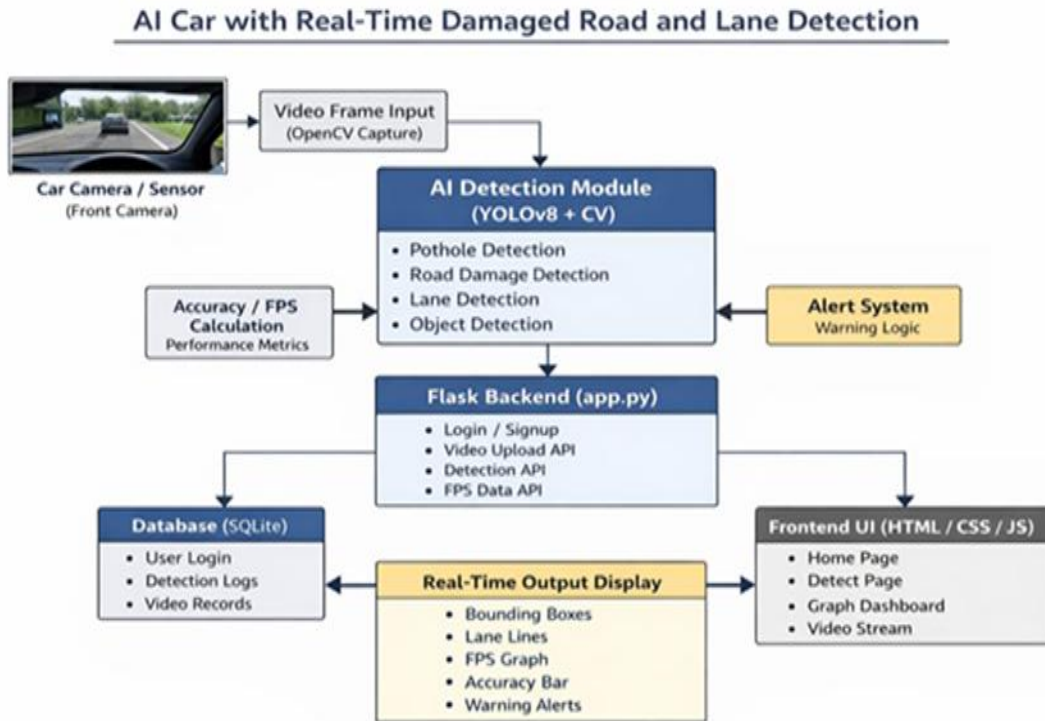 AI Car with Real-Time Damaged Road and Lane Detection
Video Frame Input
(OpenCV Capture)
Car Camera / Sensor
(Front Camera)
AI Detection Module
(YOLOv8 + CV)
• Pothole Detection
• Road Damage Detection
• Lane Detection
• Object Detection
Accuracy / FPS
Calculation
Performance Metrics
Alert System
Warning Logic
Flask Backend (app.py)
• Login / Signup
• Video Upload API
• Detection API
• FPS Data API
Database (SQLite)
• User Login
• Detection Logs
• Video Records
Real-Time Output Display
• Bounding Boxes
• Lane Lines
• FPS Graph
• Accuracy Bar
• Warning Alerts
Frontend UI (HTML / CSS / JS)
• Home Page
• Detect Page
• Graph Dashboard
• Video Stream